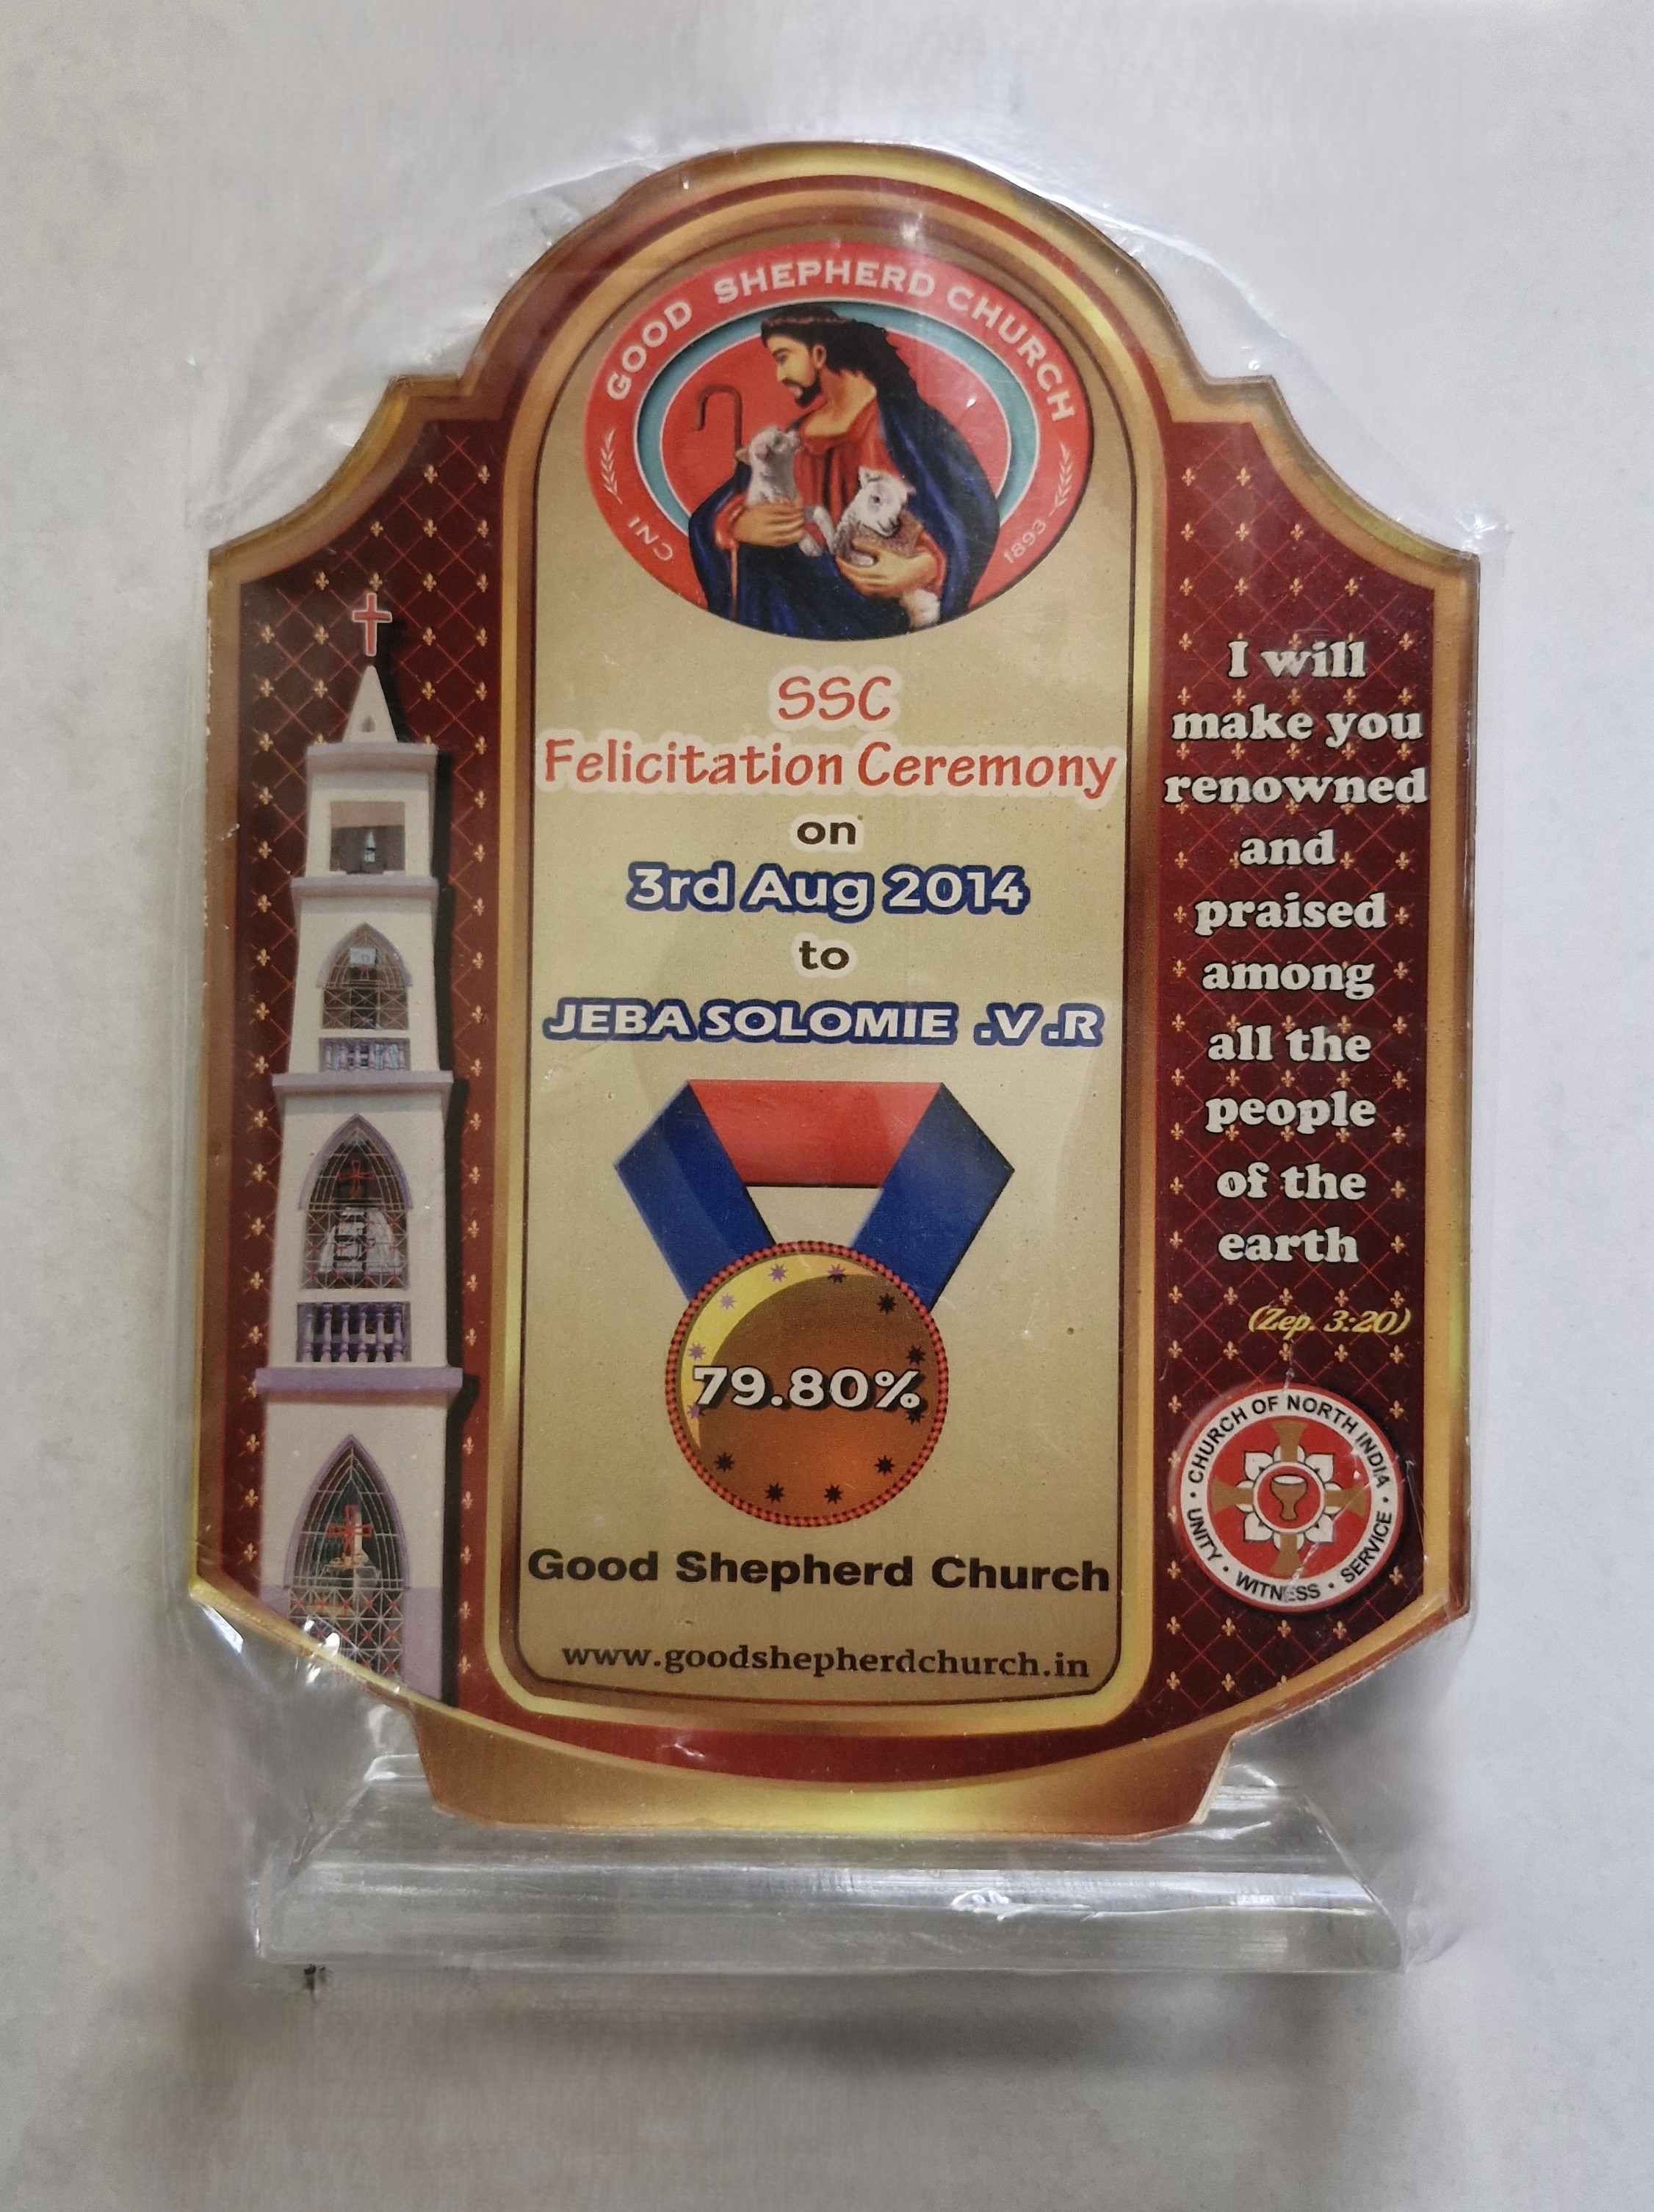 GOOD SHEPHERD CHURCH
CNI
1893
SSC
Felicitation Ceremony
on
3rd Aug 2014
to
JEBA SOLOMIE .V.R
79.80%
Good Shepherd Church
www.goodshepherdchurch.in
I will
make you
renowned
and
praised
among
all the
people
of the
earth
(Zep. 3:20)
CHURCH OF NORTH INDIA
• UNITY • WITNESS • SERVICE •